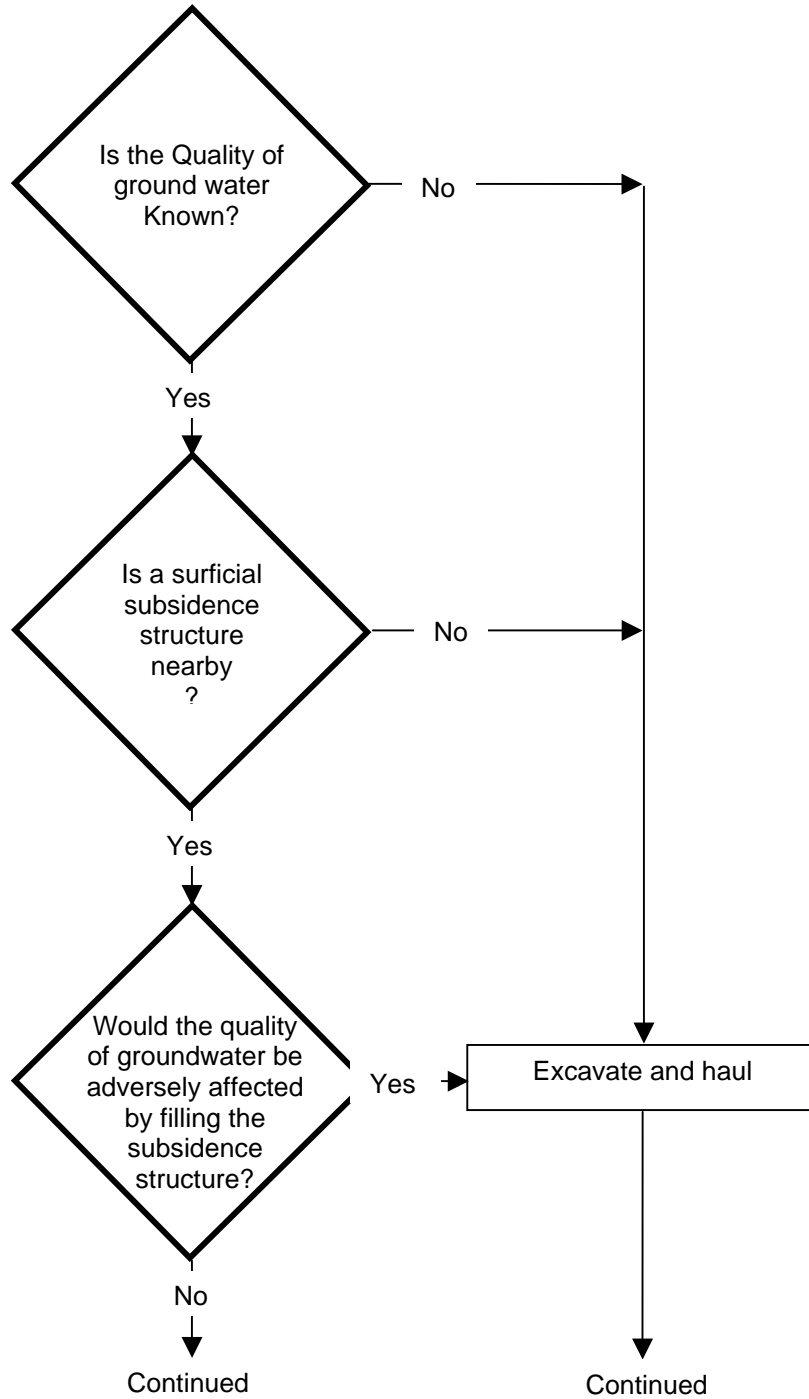 Is the Quality of
ground water
Known?
No
Yes
Is a surficial
subsidence
structure
nearby
?
No
Yes
Would the quality
of groundwater be
adversely affected
by filling the
subsidence
structure?
Yes
Excavate and haul
No
Continued
Continued